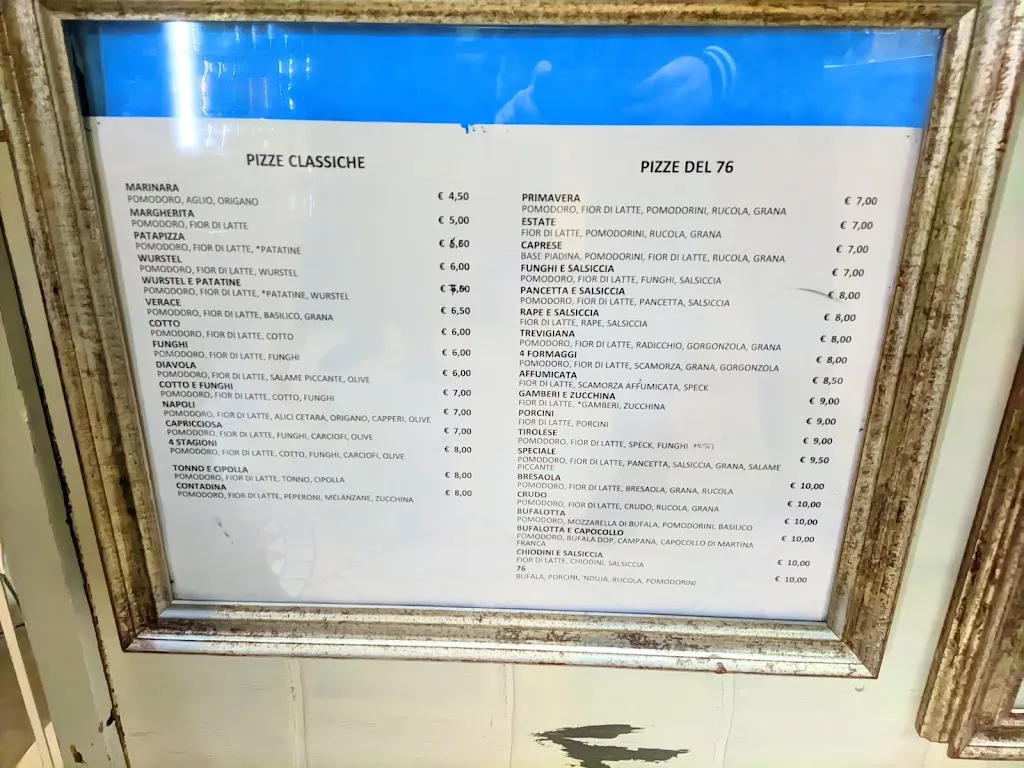 PIZZE CLASSICHE
MARINARA € 4,50
POMODORO, AGLIO, ORIGANO
MARGHERITA € 5,00
POMODORO, FIOR DI LATTE
PATAPIZZA €
POMODORO, FIOR DI LATTE, *PATATINE
WURSTEL € 6,00
POMODORO, FIOR DI LATTE, WURSTEL
WURSTEL E PATATINE €
POMODORO, FIOR DI LATTE, *PATATINE, WURSTEL
VERACE € 6,50
POMODORO, FIOR DI LATTE, BASILICO, GRANA
COTTO € 6,00
POMODORO, FIOR DI LATTE, COTTO
FUNGHI € 6,00
POMODORO, FIOR DI LATTE, FUNGHI
DIAVOLA € 6,00
POMODORO, FIOR DI LATTE, SALAME PICCANTE, OLIVE
COTTO E FUNGHI € 7,00
POMODORO, FIOR DI LATTE, COTTO, FUNGHI
NAPOLI € 7,00
POMODORO, FIOR DI LATTE, ALICI CETARA, ORIGANO, CAPPERI, OLIVE
CAPRICCIOSA € 7,00
POMODORO, FIOR DI LATTE, FUNGHI, CARCIOFI, OLIVE
4 STAGIONI € 8,00
POMODORO, FIOR DI LATTE, COTTO, FUNGHI, CARCIOFI, OLIVE
TONNO E CIPOLLA € 8,00
POMODORO, FIOR DI LATTE, TONNO, CIPOLLA
CONTADINA € 8,00
POMODORO, FIOR DI LATTE, PEPERONI, MELANZANE, ZUCCHINA
PIZZE DEL 76
PRIMAVERA € 7,00
POMODORO, FIOR DI LATTE, POMODORINI, RUCOLA, GRANA
ESTATE € 7,00
FIOR DI LATTE, POMODORINI, RUCOLA, GRANA
CAPRESE € 7,00
BASE PIADINA, POMODORINI, FIOR DI LATTE, RUCOLA, GRANA
FUNGHI E SALSICCIA € 7,00
POMODORO, FIOR DI LATTE, FUNGHI, SALSICCIA
PANCETTA E SALSICCIA € 8,00
POMODORO, FIOR DI LATTE, PANCETTA, SALSICCIA
RAPE E SALSICCIA € 8,00
FIOR DI LATTE, RAPE, SALSICCIA
TREVIGIANA € 8,00
POMODORO, FIOR DI LATTE, RADICCHIO, GORGONZOLA, GRANA
4 FORMAGGI € 8,00
POMODORO, FIOR DI LATTE, SCAMORZA, GRANA, GORGONZOLA
AFFUMICATA € 8,50
FIOR DI LATTE, SCAMORZA AFFUMICATA, SPECK
GAMBERI E ZUCCHINA € 9,00
FIOR DI LATTE, *GAMBERI, ZUCCHINA
PORCINI € 9,00
FIOR DI LATTE, PORCINI
TIROLESE € 9,00
POMODORO, FIOR DI LATTE, SPECK, FUNGHI MISTI
SPECIALE € 9,50
POMODORO, FIOR DI LATTE, PANCETTA, SALSICCIA, GRANA, SALAME
PICCANTE
BRESAOLA € 10,00
POMODORO, FIOR DI LATTE, BRESAOLA, GRANA, RUCOLA
CRUDO € 10,00
POMODORO, FIOR DI LATTE, CRUDO, RUCOLA, GRANA
BUFALOTTA € 10,00
POMODORO, MOZZARELLA DI BUFALA, POMODORINI, BASILICO
BUFALOTTA E CAPOCOLLO € 10,00
POMODORO, BUFALA DOP. CAMPANA, CAPOCOLLO DI MARTINA
FRANCA
CHIODINI E SALSICCIA € 10,00
FIOR DI LATTE, CHIODINI, SALSICCIA
76 € 10,00
BUFALA, PORCINI, 'NDUJA, RUCOLA, POMODORINI